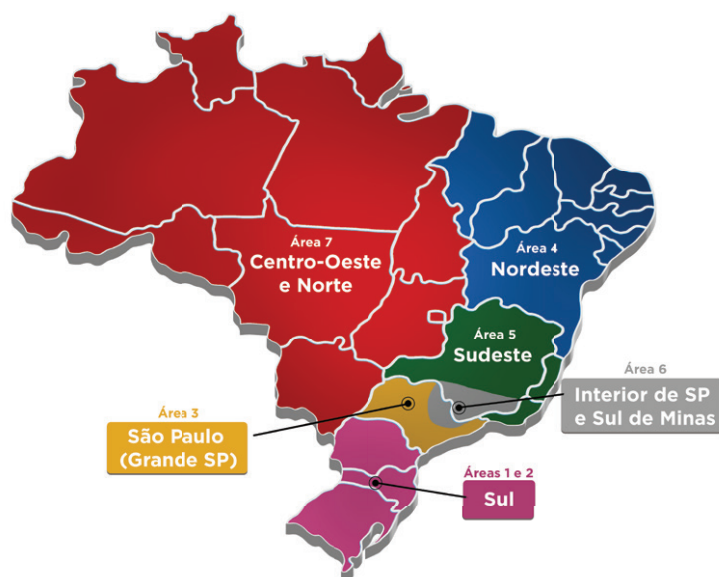 Área 7
Centro-Oeste
e Norte
Área 4
Nordeste
Área 5
Sudeste
Área 6
Interior de SP
e Sul de Minas
Área 3
São Paulo
(Grande SP)
Áreas 1 e 2
Sul